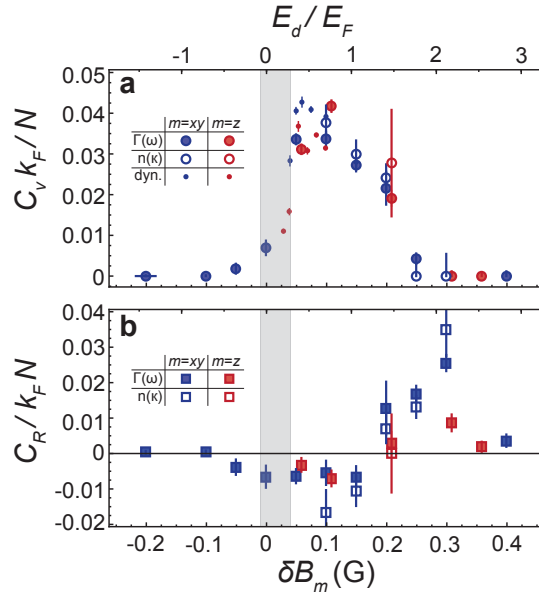 E_d / E_F
-1 0 1 2 3
a
0.05
0.04
0.03
0.02
0.01
0
C_v k_F / N
m=xy m=z
Γ(ω)
n(κ)
dyn.
b
0.04
0.03
0.02
0.01
0
-0.01
-0.02
C_R / k_F N
m=xy m=z
Γ(ω)
n(κ)
-0.2 -0.1 0 0.1 0.2 0.3 0.4
δB_m (G)